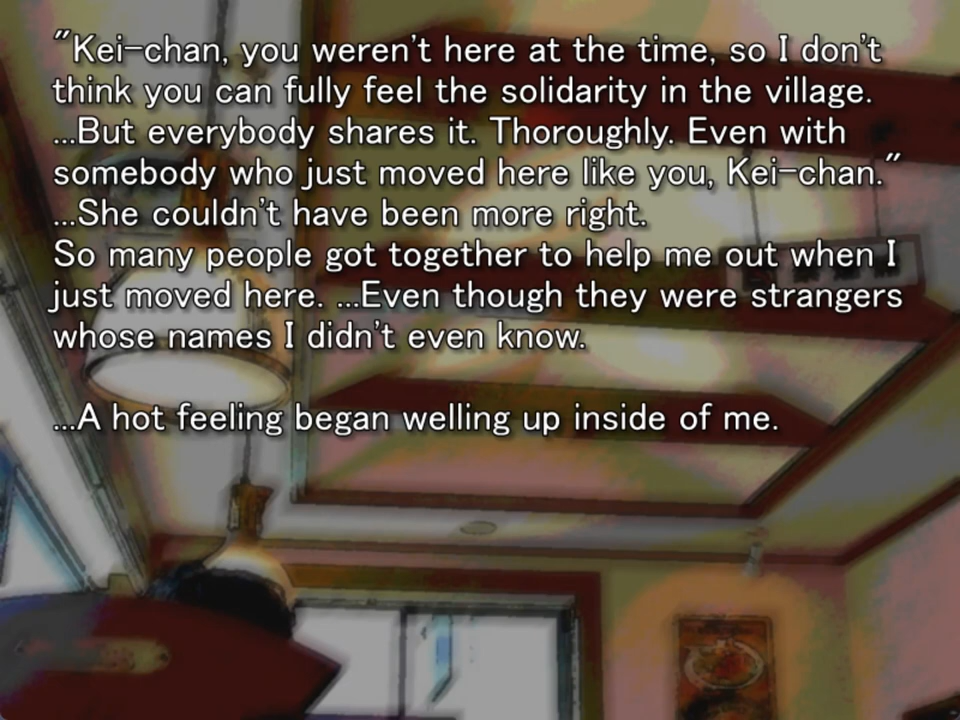 "Kei-chan, you weren't here at the time, so I don't
think you can fully feel the solidarity in the village.
...But everybody shares it. Thoroughly. Even with
somebody who just moved here like you, Kei-chan."
...She couldn't have been more right.
So many people got together to help me out when I
just moved here. ...Even though they were strangers
whose names I didn't even know.
...A hot feeling began welling up inside of me.